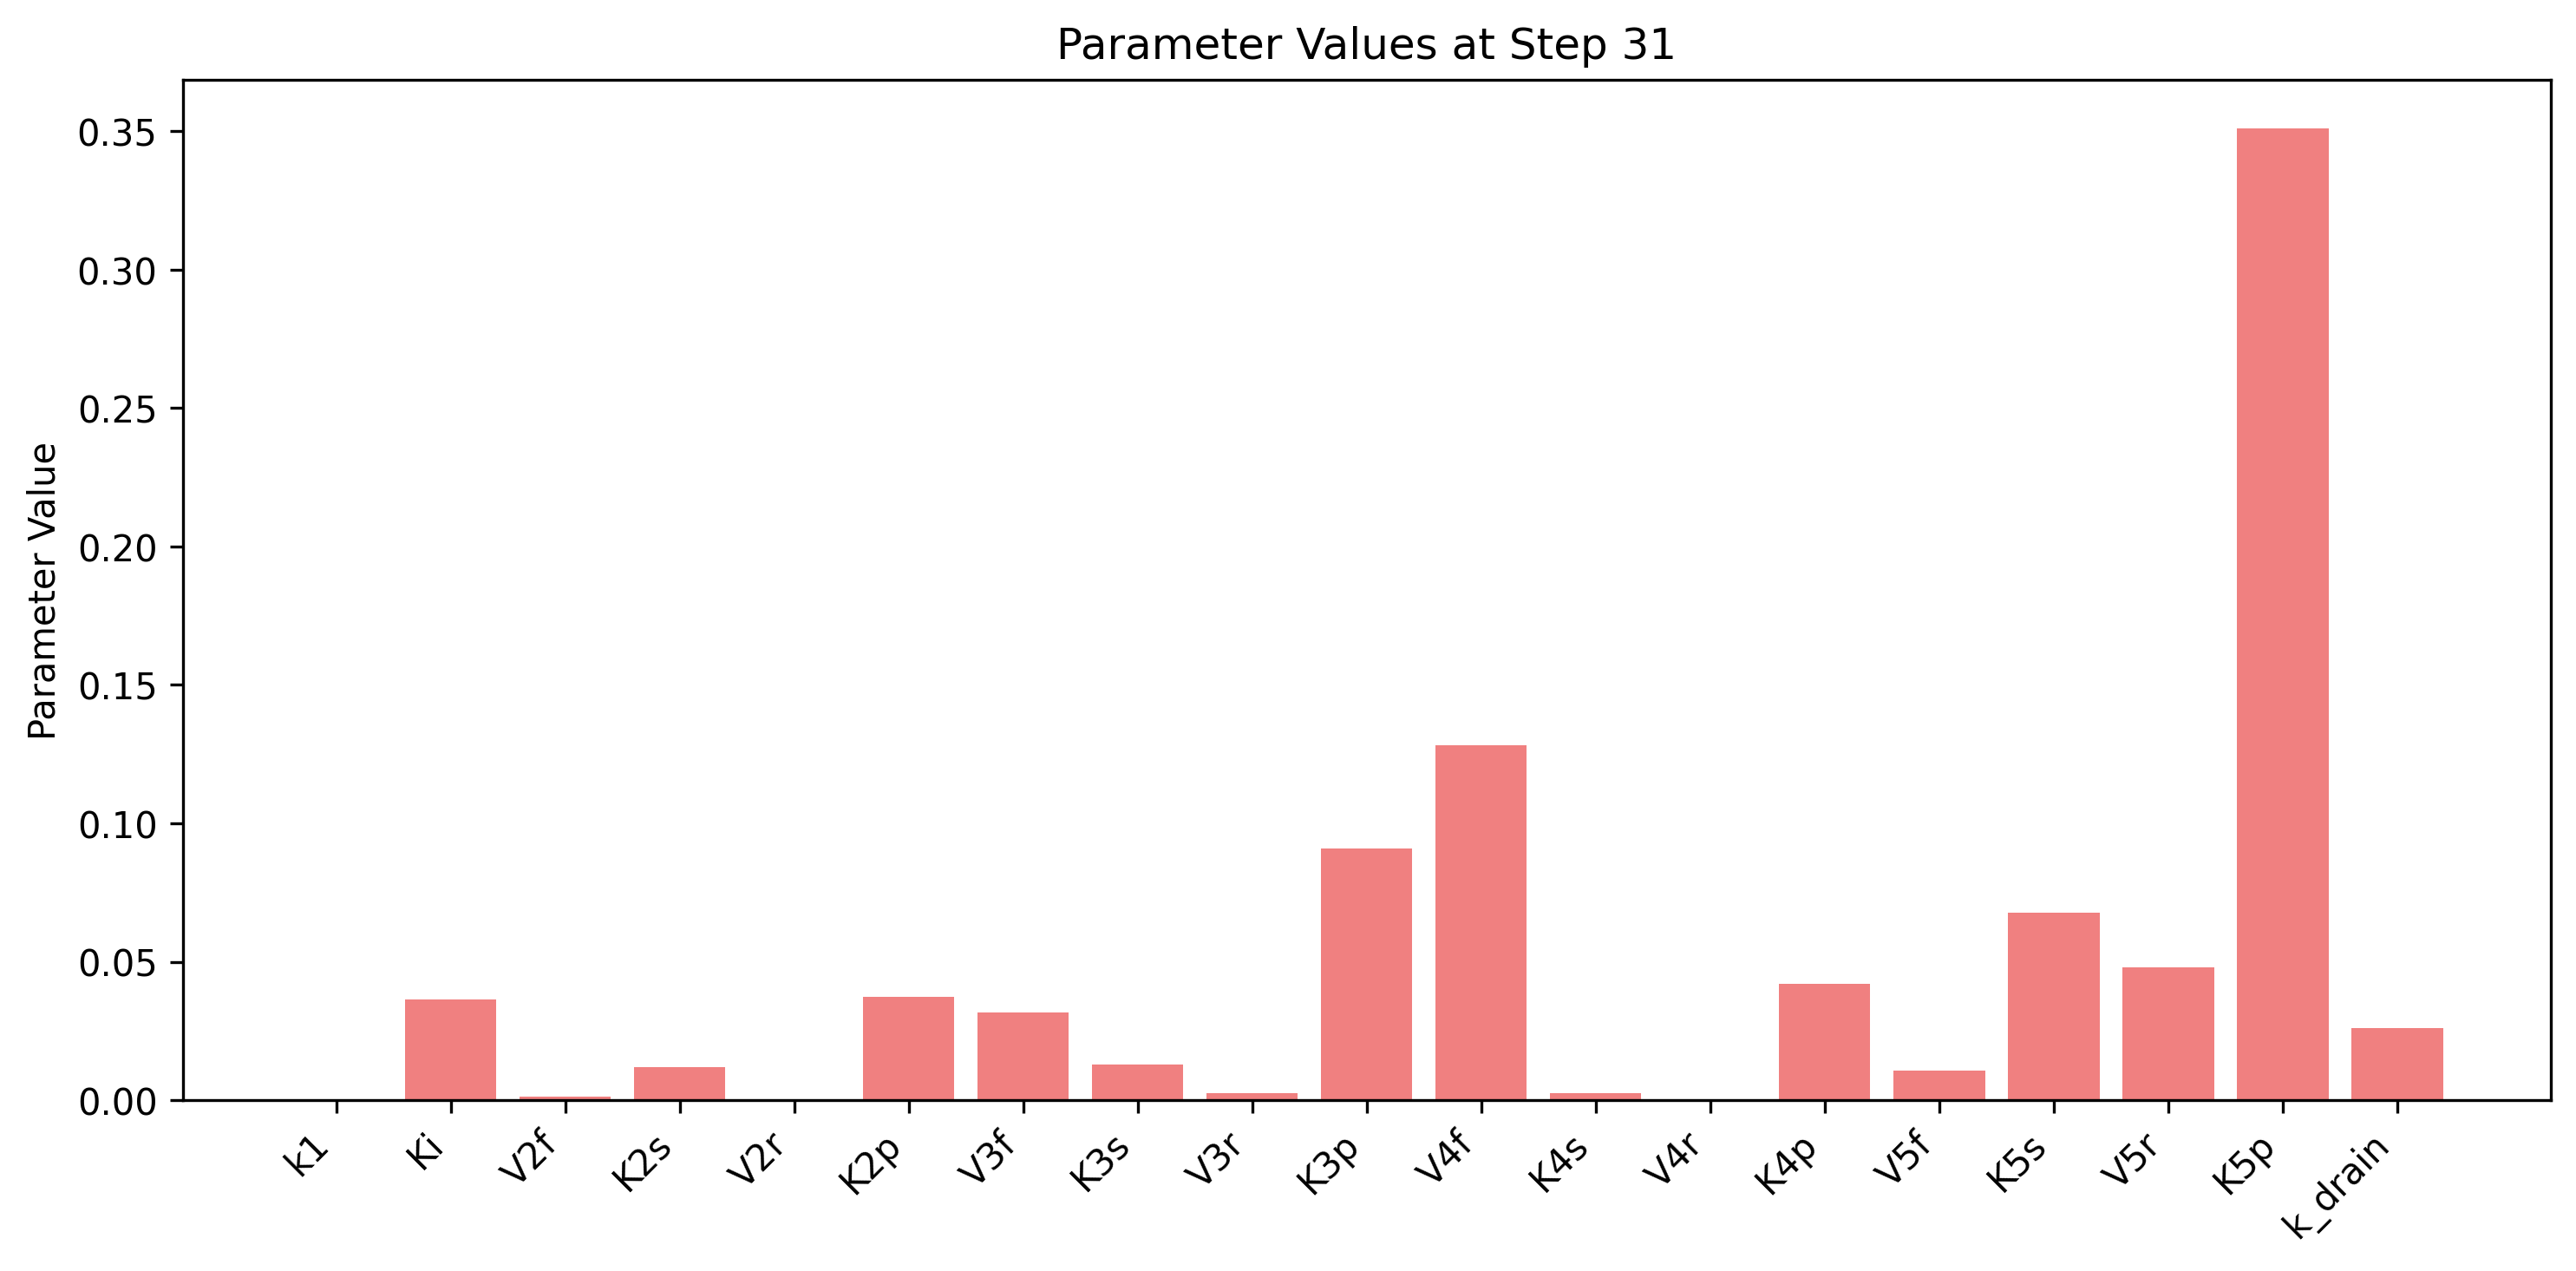 Parameter Values at Step 31
Parameter Value
0.35
0.30
0.25
0.20
0.15
0.10
0.05
0.00
k1
Ki
V2f
K2s
V2r
K2p
V3f
K3s
V3r
K3p
V4f
K4s
V4r
K4p
V5f
K5s
V5r
K5p
k_drain